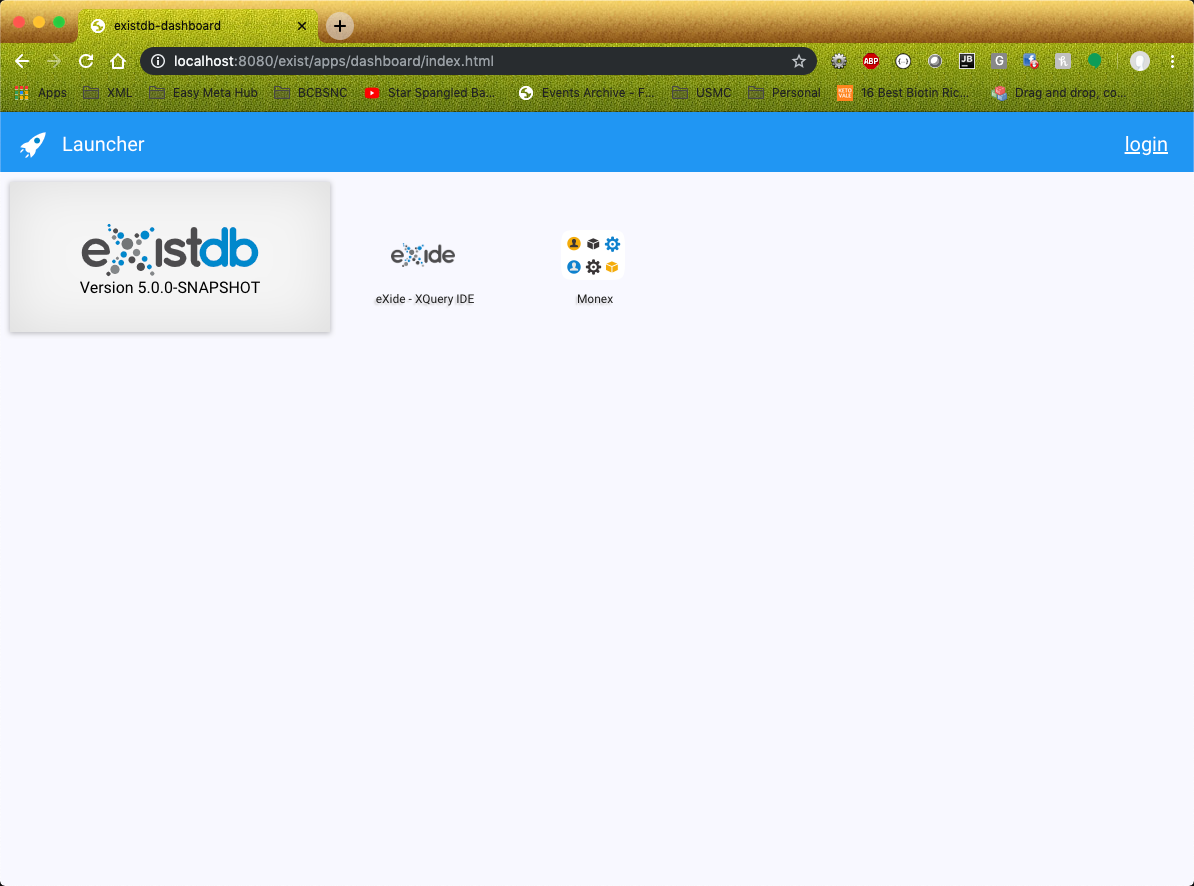 existdb-dashboard
localhost:8080/exist/apps/dashboard/index.html
ABP
JB
G
Apps XML Easy Meta Hub BCBSNC Star Spangled Ba... Events Archive - F... USMC Personal KETO VALE 16 Best Biotin Ric... Drag and drop, co...
Launcher login
eXistdb
Version 5.0.0-SNAPSHOT
eXide
eXide - XQuery IDE Monex